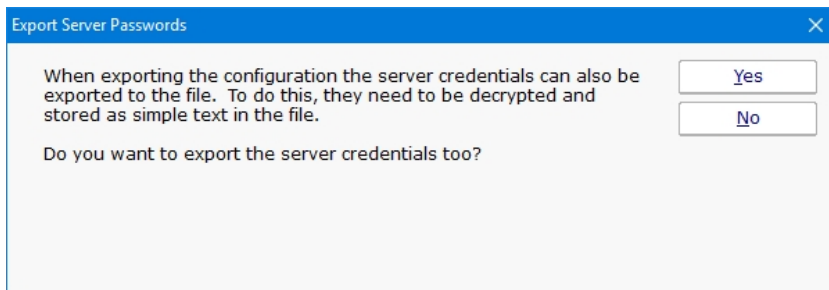 Export Server Passwords
When exporting the configuration the server credentials can also be
exported to the file. To do this, they need to be decrypted and
stored as simple text in the file.
Do you want to export the server credentials too?
Yes
No